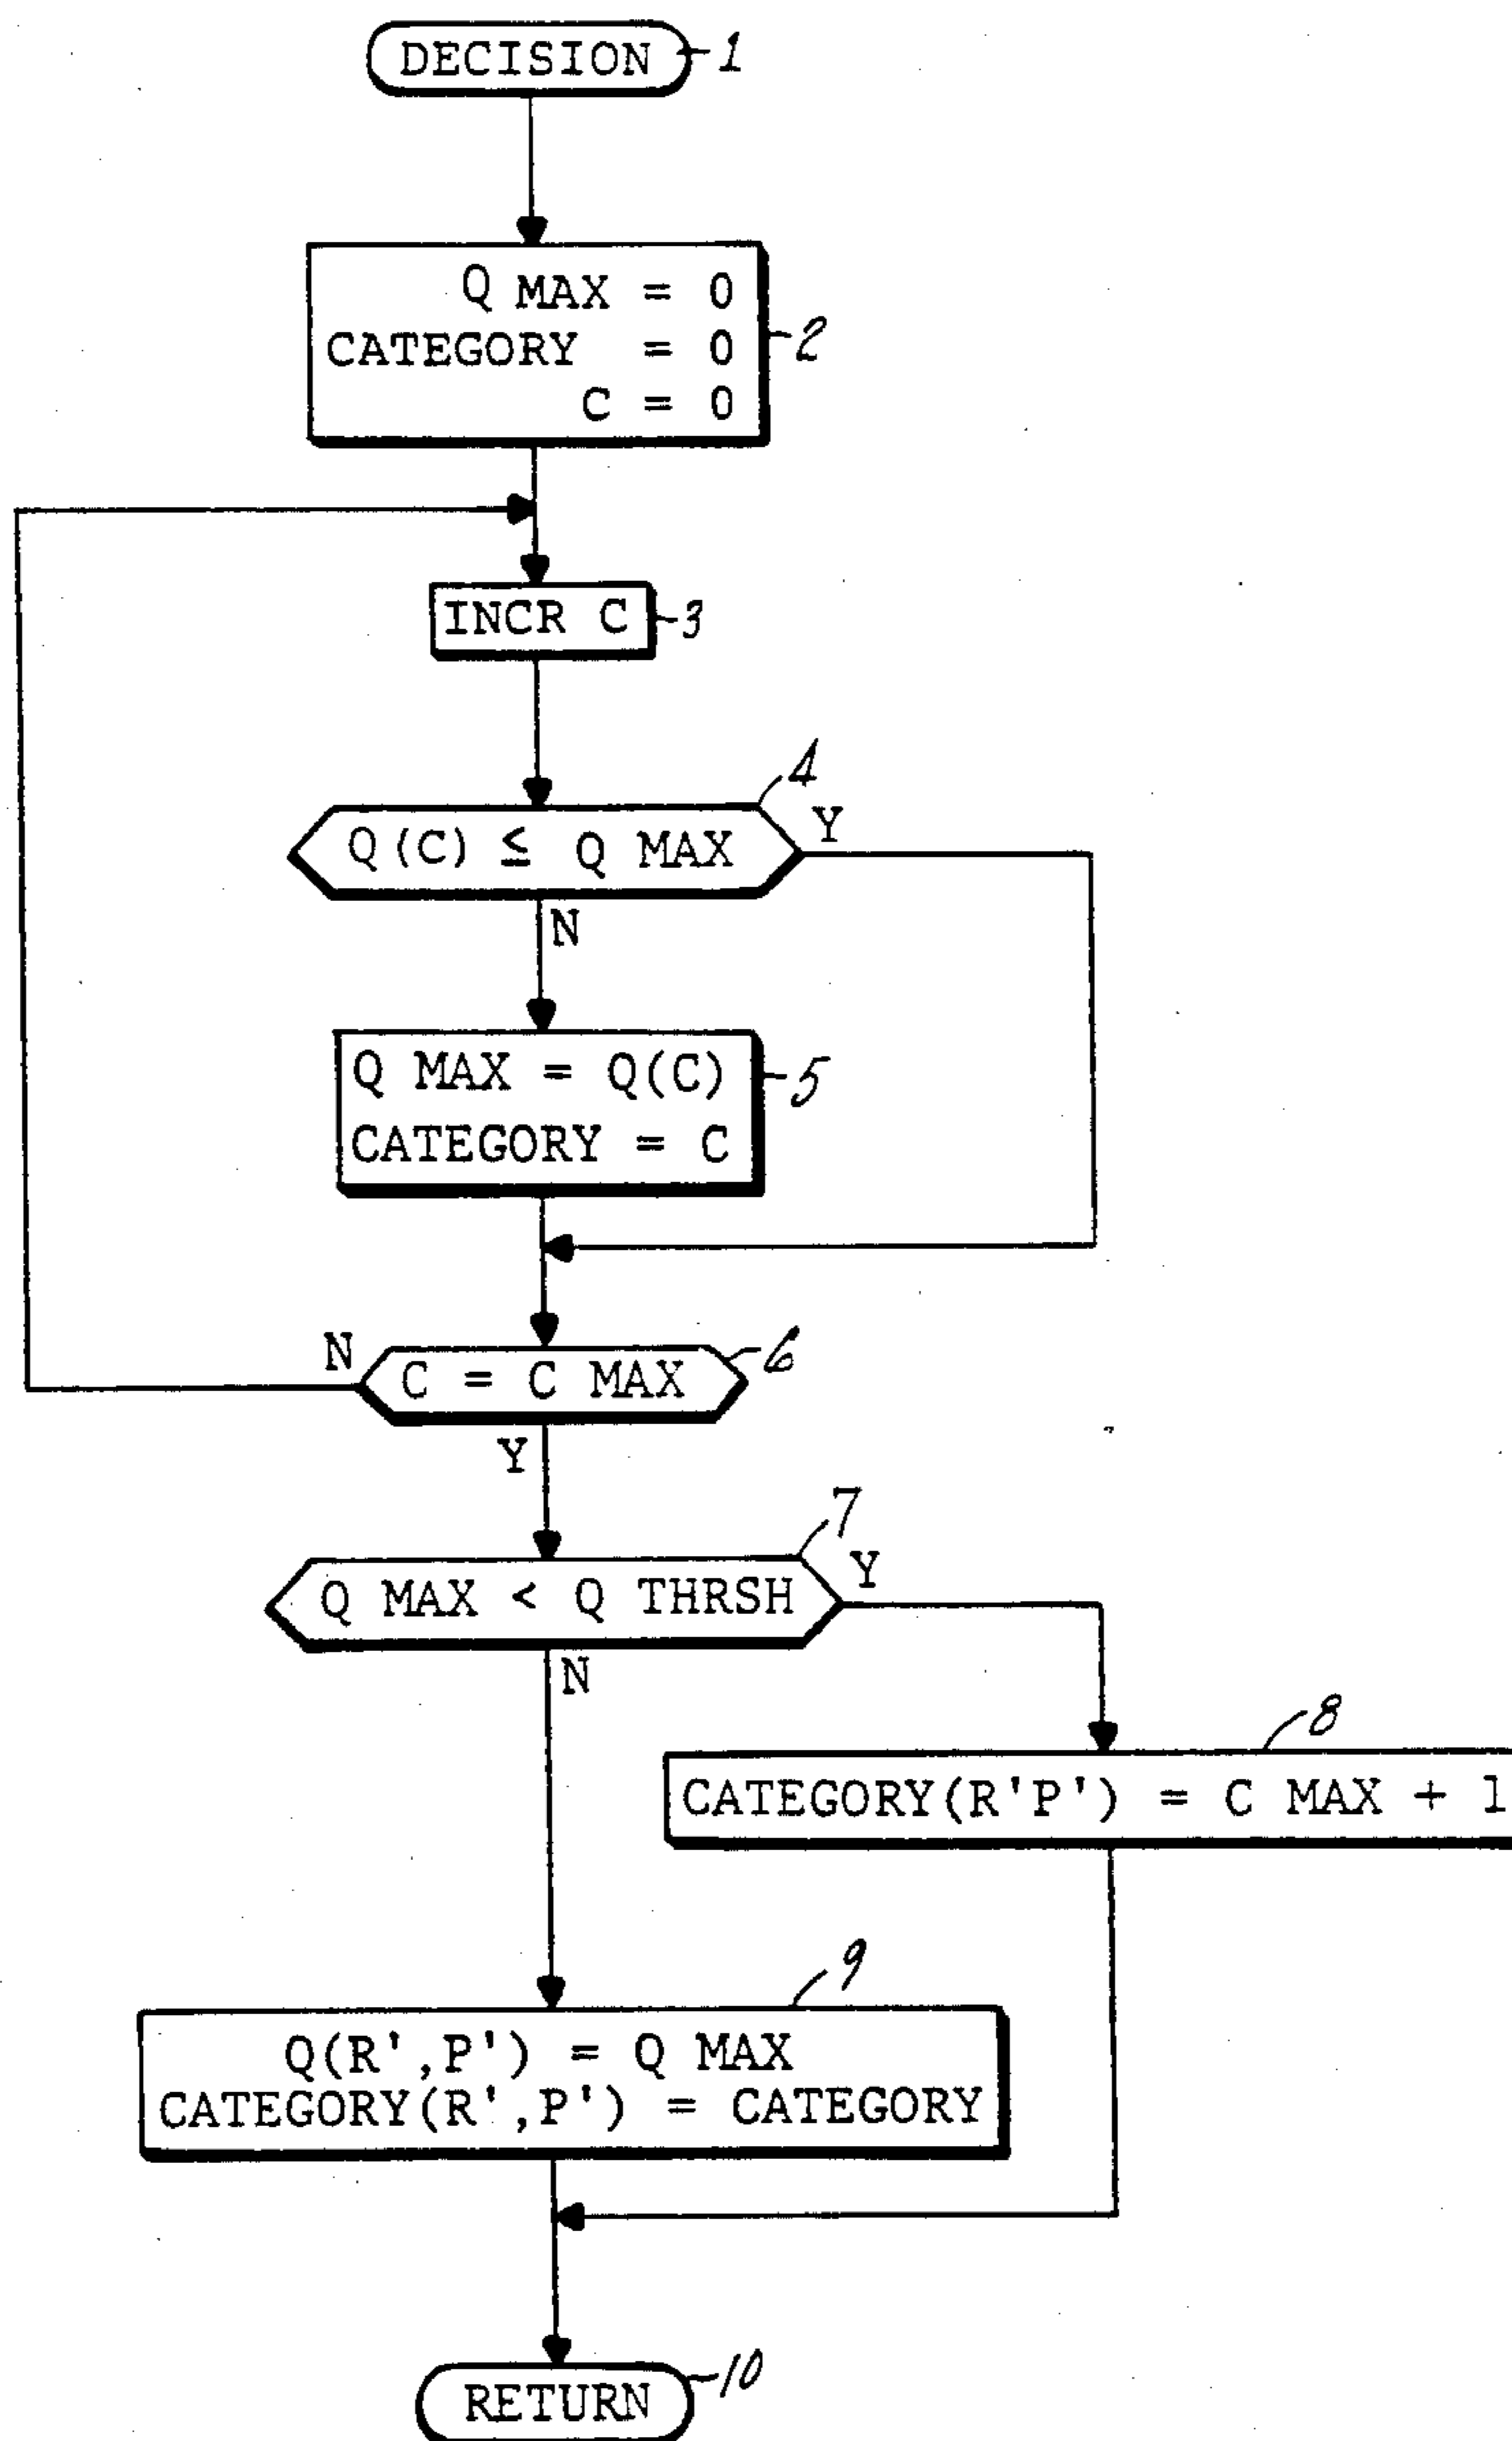 DECISION 1
Q MAX = 0
CATEGORY = 0 2
C = 0
INCR C 3
4
Q(C) ≤ Q MAX Y
N
Q MAX = Q(C) 5
CATEGORY = C
N C = C MAX 6
Y
7
Q MAX < Q THRSH Y
N
8
CATEGORY(R'P') = C MAX + 1
9
Q(R',P') = Q MAX
CATEGORY(R',P') = CATEGORY
RETURN 10